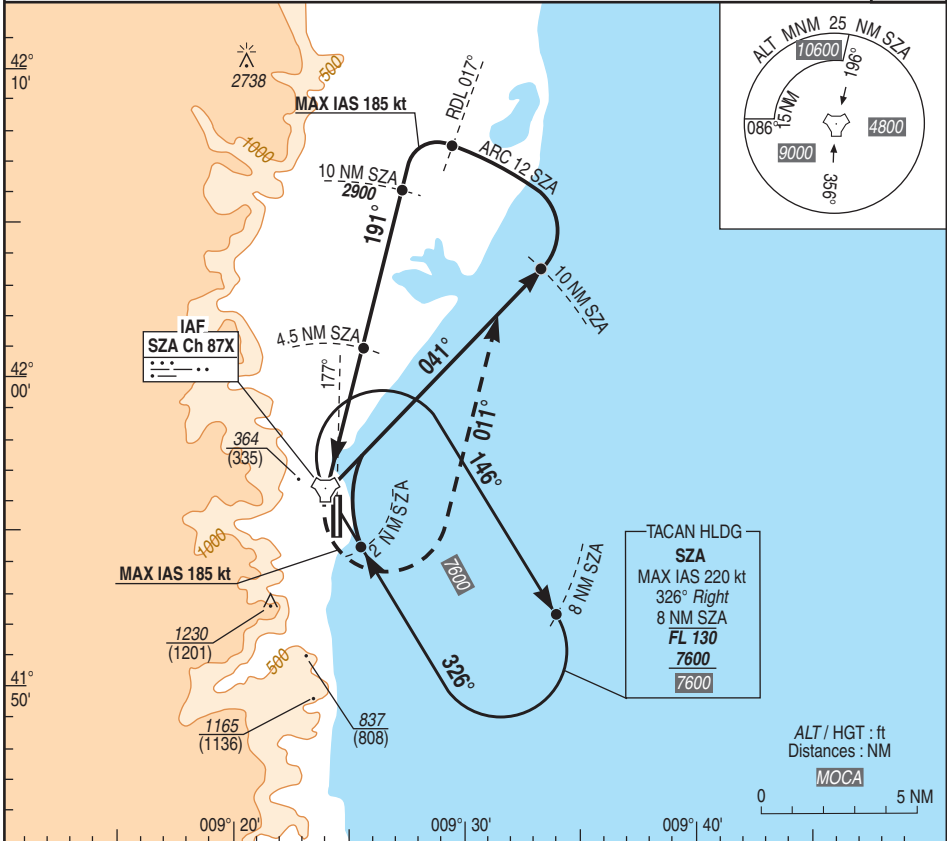 42°
10'
2738
500
1000
MAX IAS 185 kt
RDL 017°
ARC 12 SZA
10 NM SZA
2900
191°
10 NM SZA
ALT MNM 25 NM SZA
10600
196°
15 NM
086°
4800
9000
356°
IAF
SZA Ch 87X
4.5 NM SZA
177°
041°
011°
42°
00'
364
(335)
146°
2 NM SZA
1000
MAX IAS 185 kt
7600
8 NM SZA
TACAN HLDG
SZA
MAX IAS 220 kt
326° Right
8 NM SZA
FL 130
7600
7600
1230
(1201)
326°
500
41°
50'
1165
(1136)
837
(808)
ALT / HGT : ft
Distances : NM
MOCA
0 5 NM
009° 20' 009° 30' 009° 40'